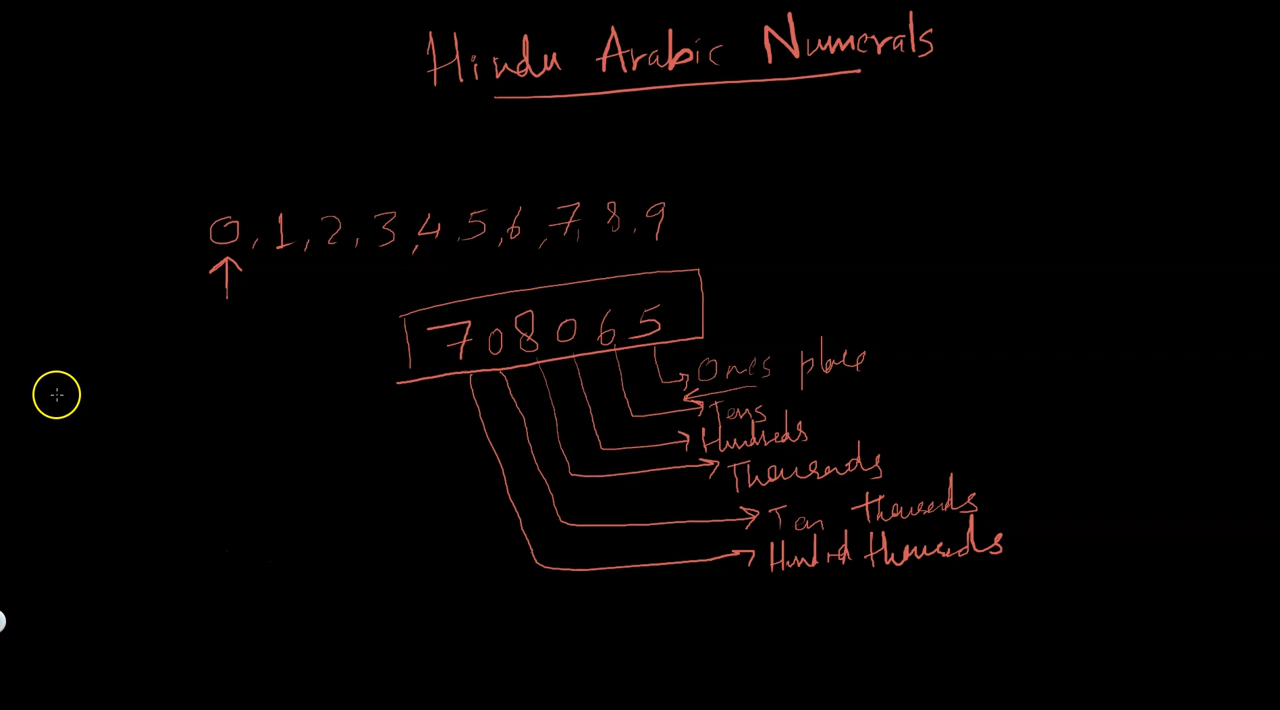 Hindu Arabic Numerals
0, 1, 2, 3, 4, 5, 6, 7, 8, 9
708065
Ones place
Tens
Hundreds
Thousands
Ten thousands
Hundred thousands